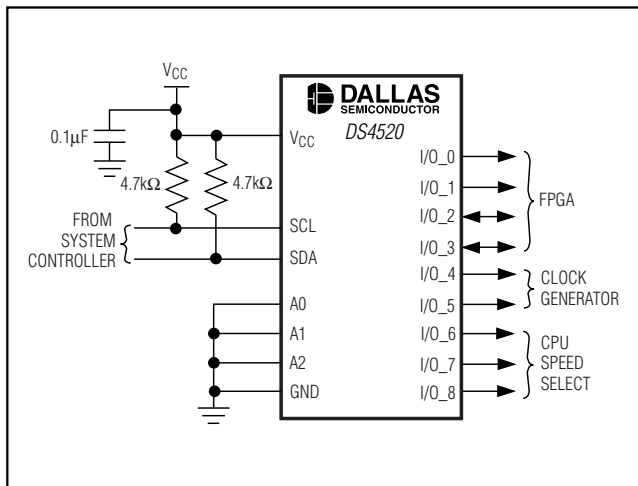 VCC
0.1µF
4.7kΩ
4.7kΩ
FROM
SYSTEM
CONTROLLER
DALLAS
SEMICONDUCTOR
DS4520
VCC
SCL
SDA
A0
A1
A2
GND
I/O_0
I/O_1
I/O_2
I/O_3
I/O_4
I/O_5
I/O_6
I/O_7
I/O_8
FPGA
CLOCK
GENERATOR
CPU
SPEED
SELECT